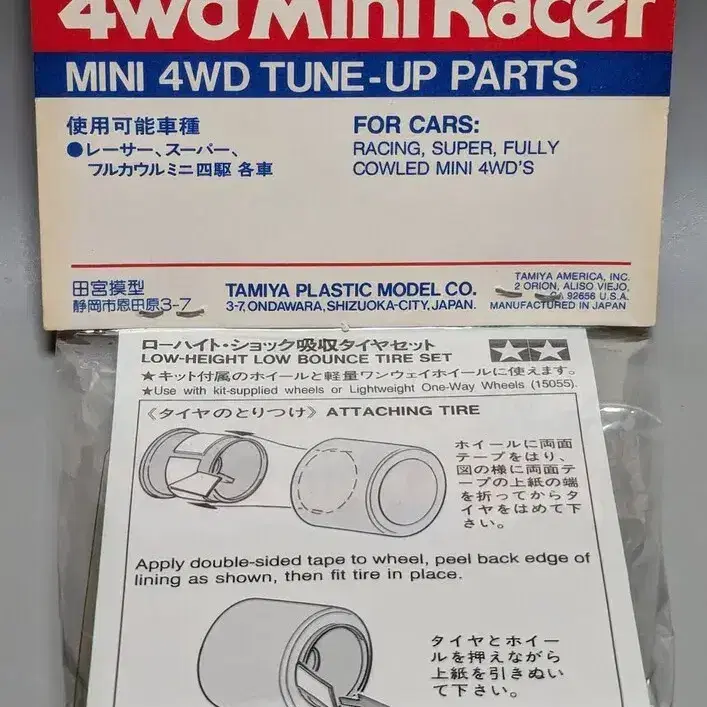 4wd Mini Racer
MINI 4WD TUNE-UP PARTS
使用可能車種
●レーサー、スーパー、
フルカウルミニ四駆 各車
FOR CARS:
RACING, SUPER, FULLY
COWLED MINI 4WD'S
田宮模型
静岡市恩田原3-7
TAMIYA PLASTIC MODEL CO.
3-7, ONDAWARA, SHIZUOKA-CITY, JAPAN.
TAMIYA AMERICA, INC.
2 ORION, ALISO VIEJO,
CA 92656 U.S.A.
MANUFACTURED IN JAPAN
ローハイト・ショック吸収タイヤセット
LOW-HEIGHT LOW BOUNCE TIRE SET
★キット付属のホイールと軽量ワンウェイホイールに使えます。
★Use with kit-supplied wheels or Lightweight One-Way Wheels (15055).
《タイヤのとりつけ》ATTACHING TIRE
ホイールに両面
テープをはり、
図の様に両面テ
ープの上紙の端
を折ってからタ
イヤをはめて下
さい。
Apply double-sided tape to wheel, peel back edge of
lining as shown, then fit tire in place.
タイヤとホイー
ルを押えながら
上紙を引きぬい
て下さい。